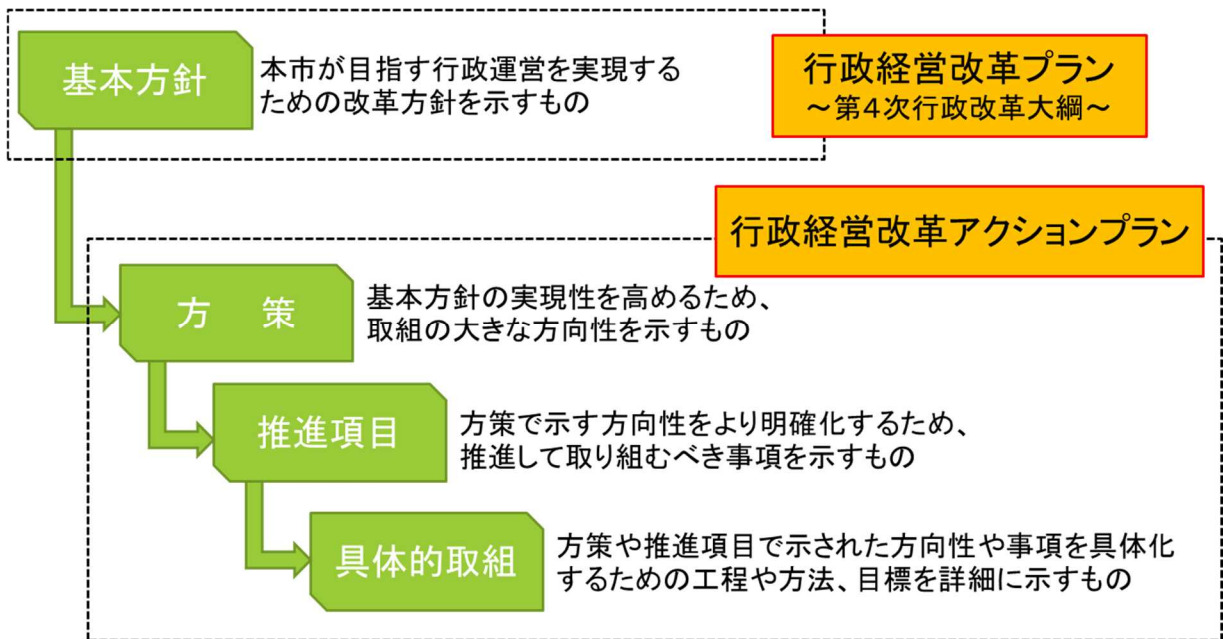 基本方針
本市が目指す行政運営を実現する
ための改革方針を示すもの
行政経営改革プラン
～第4次行政改革大綱～
行政経営改革アクションプラン
方　策
基本方針の実現性を高めるため、
取組の大きな方向性を示すもの
推進項目
方策で示す方向性をより明確化するため、
推進して取り組むべき事項を示すもの
具体的取組
方策や推進項目で示された方向性や事項を具体化
するための工程や方法、目標を詳細に示すもの